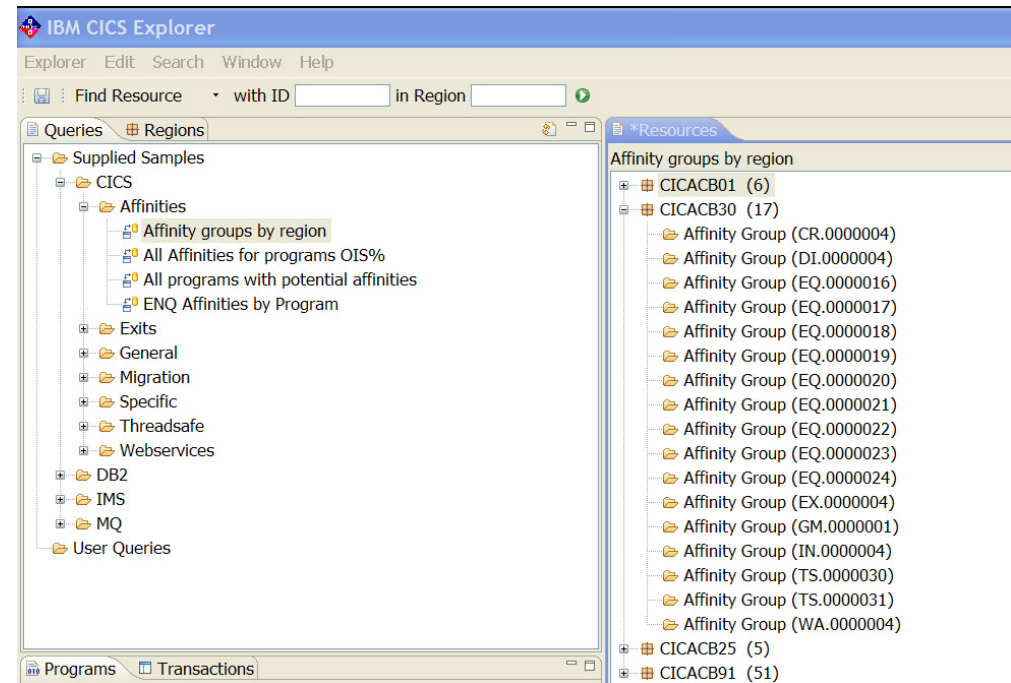 IBM CICS Explorer
Explorer Edit Search Window Help
Find Resource with ID in Region
Queries Regions
Supplied Samples
CICS
Affinities
Affinity groups by region
All Affinities for programs OIS%
All programs with potential affinities
ENQ Affinities by Program
Exits
General
Migration
Specific
Threadsafe
Webservices
DB2
IMS
MQ
User Queries
Programs Transactions
*Resources
Affinity groups by region
CICACB01 (6)
CICACB30 (17)
Affinity Group (CR.0000004)
Affinity Group (DI.0000004)
Affinity Group (EQ.0000016)
Affinity Group (EQ.0000017)
Affinity Group (EQ.0000018)
Affinity Group (EQ.0000019)
Affinity Group (EQ.0000020)
Affinity Group (EQ.0000021)
Affinity Group (EQ.0000022)
Affinity Group (EQ.0000023)
Affinity Group (EQ.0000024)
Affinity Group (EX.0000004)
Affinity Group (GM.0000001)
Affinity Group (IN.0000004)
Affinity Group (TS.0000030)
Affinity Group (TS.0000031)
Affinity Group (WA.0000004)
CICACB25 (5)
CICACB91 (51)